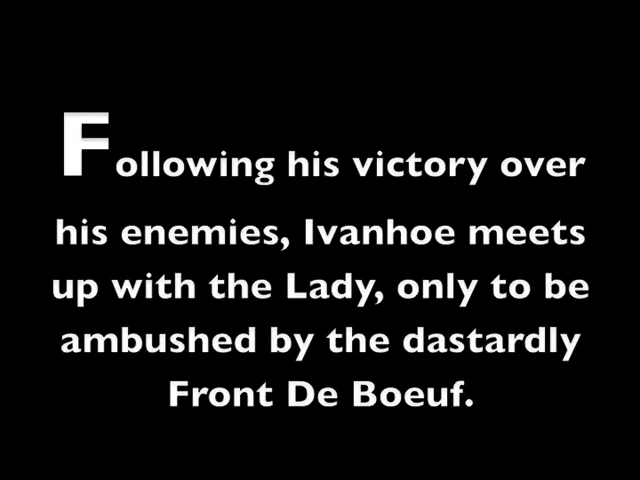 Following his victory over
his enemies, Ivanhoe meets
up with the Lady, only to be
ambushed by the dastardly
Front De Boeuf.